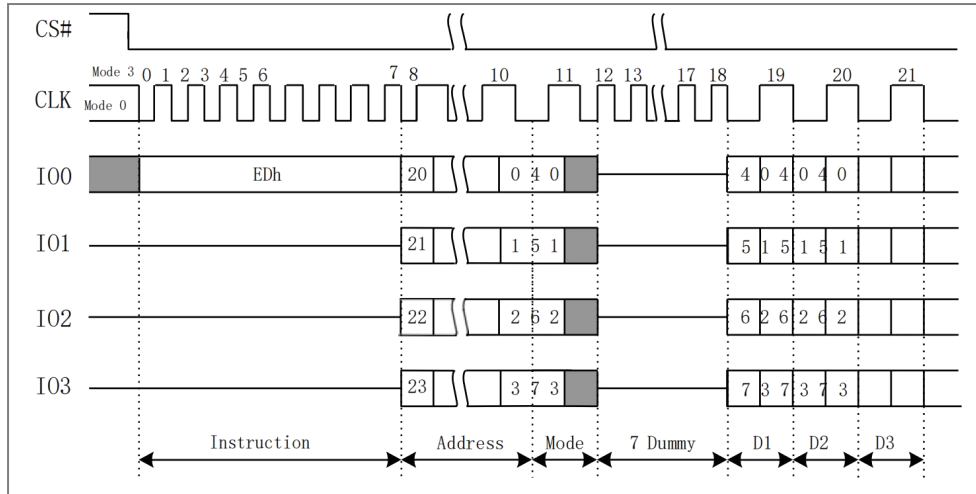 CS#
Mode 3 0 1 2 3 4 5 6 7 8 10 11 12 13 17 18 19 20 21
CLK
Mode 0
IO0 EDh 20 0 4 0 4 0 4 0 4 0
IO1 21 1 5 1 5 1 5 1 5 1
IO2 22 2 6 2 6 2 6 2 6 2
IO3 23 3 7 3 7 3 7 3 7 3
Instruction Address Mode 7 Dummy D1 D2 D3